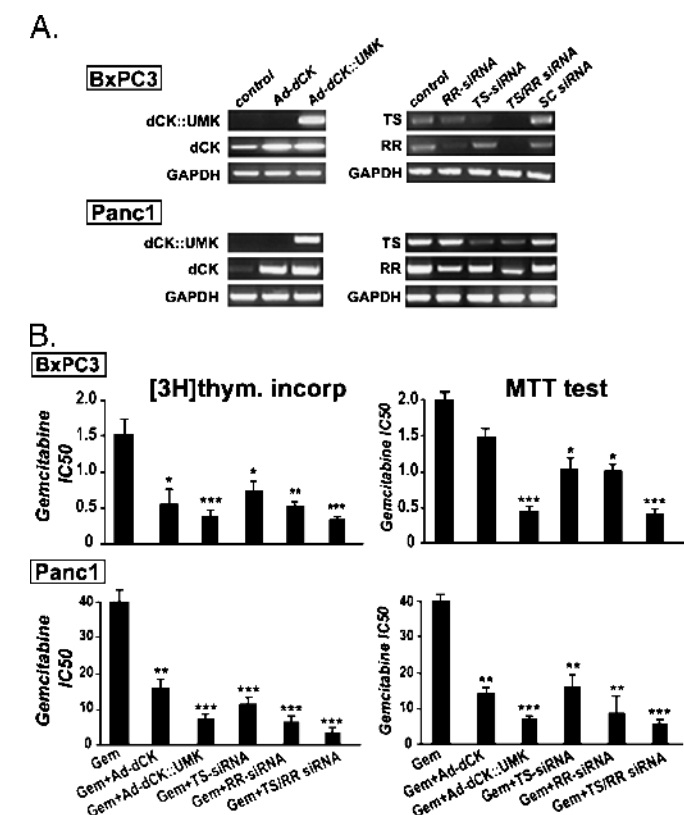 A.
BxPC3
control Ad-dCK Ad-dCK::UMK
control RR-siRNA TS-siRNA TS/RR siRNA SC siRNA
dCK::UMK
dCK
GAPDH
TS
RR
GAPDH
Panc1
dCK::UMK
dCK
GAPDH
TS
RR
GAPDH
B.
BxPC3
[3H]thym. incorp
MTT test
Gemcitabine
IC50
2.0
1.5
1.0
0.5
0
* *** * ** ***
Gemcitabine IC50
2.0
1.5
1.0
0.5
0
*** * * ***
Panc1
Gemcitabine
IC50
40
30
20
10
0
** *** *** *** ***
Gemcitabine IC50
40
30
20
10
0
** *** ** ** ***
Gem
Gem+Ad-dCK
Gem+Ad-dCK::UMK
Gem+TS-siRNA
Gem+RR-siRNA
Gem+TS/RR siRNA
Gem
Gem+Ad-dCK
Gem+Ad-dCK::UMK
Gem+TS-siRNA
Gem+RR-siRNA
Gem+TS/RR siRNA